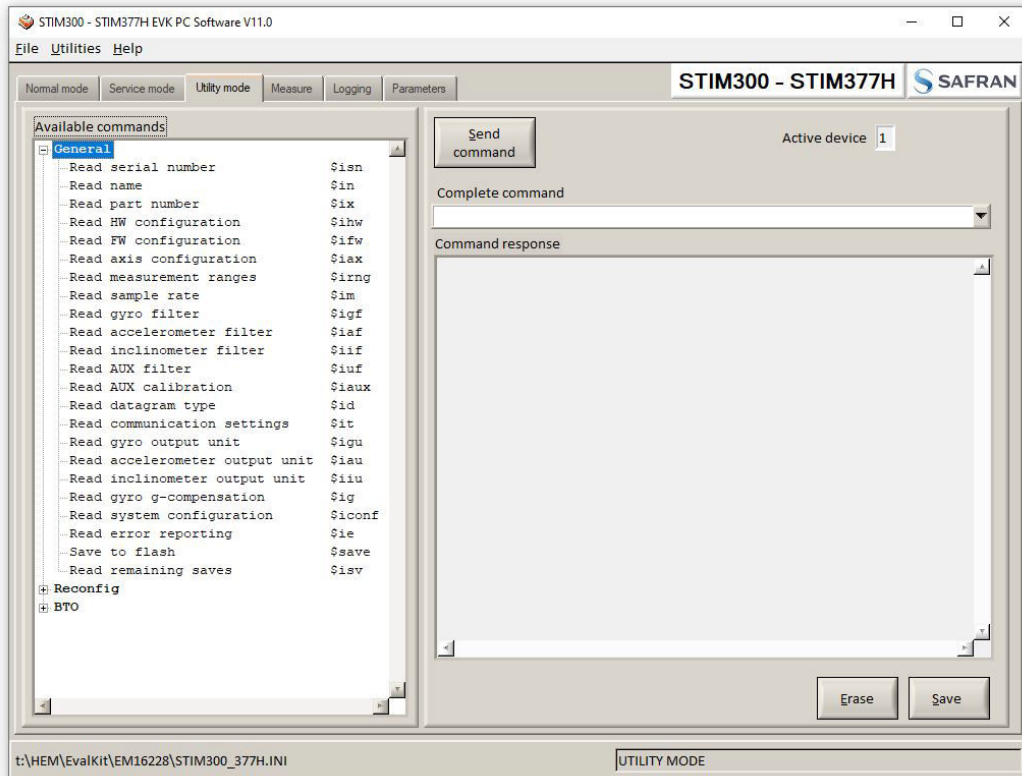 STIM300 - STIM377H EVK PC Software V11.0
File Utilities Help
Normal mode Service mode Utility mode Measure Logging Parameters
STIM300 - STIM377H SAFRAN
Available commands
General
Read serial number $isn
Read name $in
Read part number $ix
Read HW configuration $ihw
Read FW configuration $ifw
Read axis configuration $iax
Read measurement ranges $irng
Read sample rate $im
Read gyro filter $igf
Read accelerometer filter $iaf
Read inclinometer filter $iif
Read AUX filter $iuf
Read AUX calibration $iaux
Read datagram type $id
Read communication settings $it
Read gyro output unit $igu
Read accelerometer output unit $iau
Read inclinometer output unit $iiu
Read gyro g-compensation $ig
Read system configuration $iconf
Read error reporting $ie
Save to flash $save
Read remaining saves $isv
Reconfig
BTO
Send
command
Active device 1
Complete command
Command response
Erase Save
t:\HEM\EvalKit\EM16228\STIM300_377H.INI UTILITY MODE